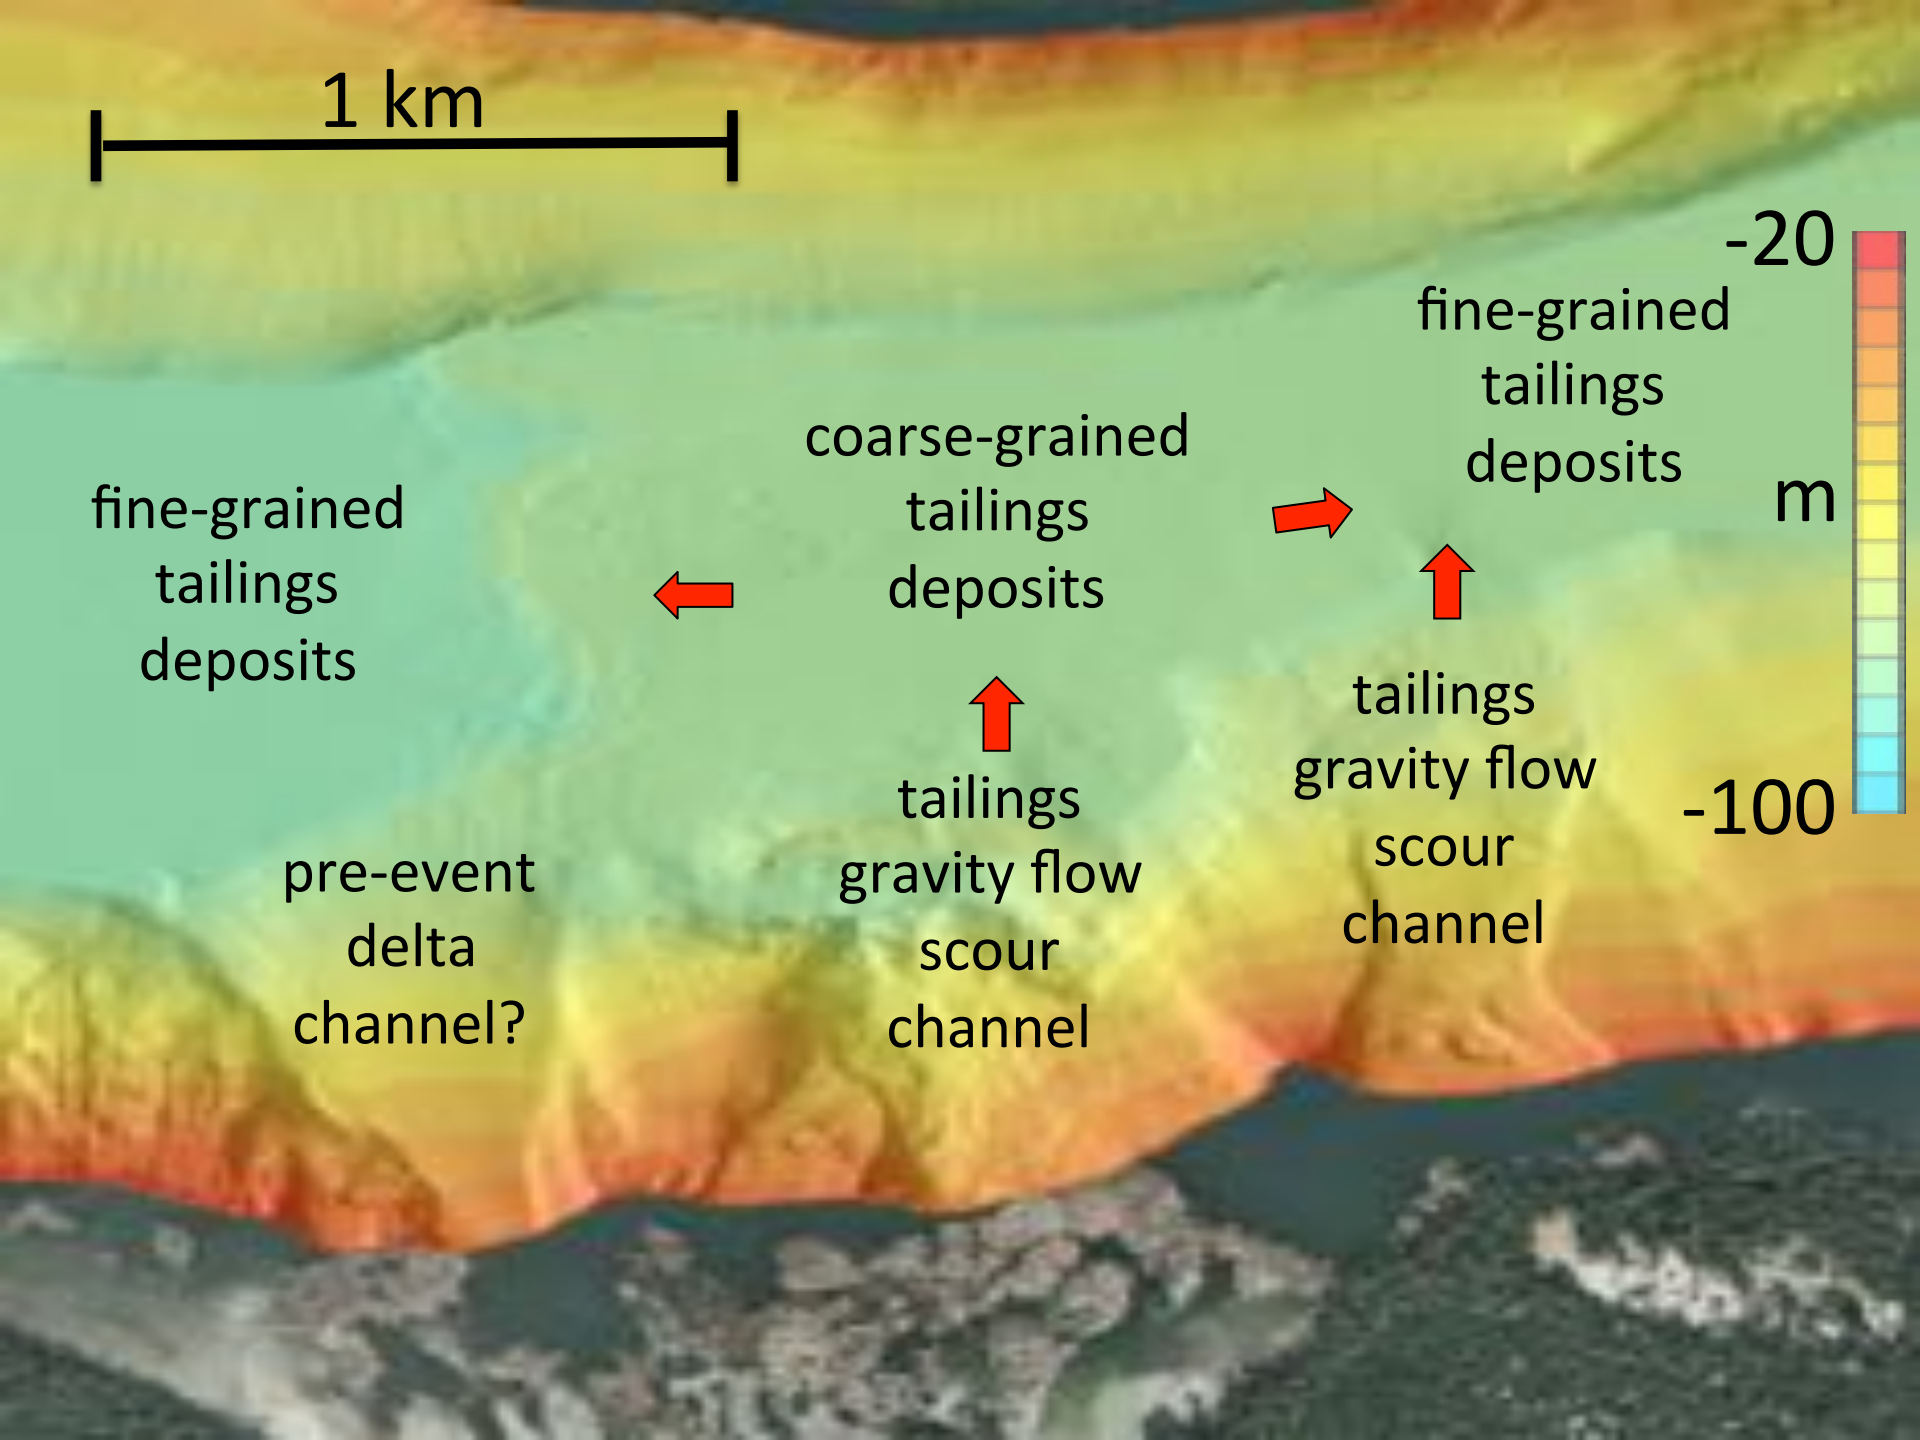 1 km
-20
m
-100
fine-grained
tailings
deposits
coarse-grained
tailings
deposits
fine-grained
tailings
deposits
tailings
gravity flow
scour
channel
tailings
gravity flow
scour
channel
pre-event
delta
channel?